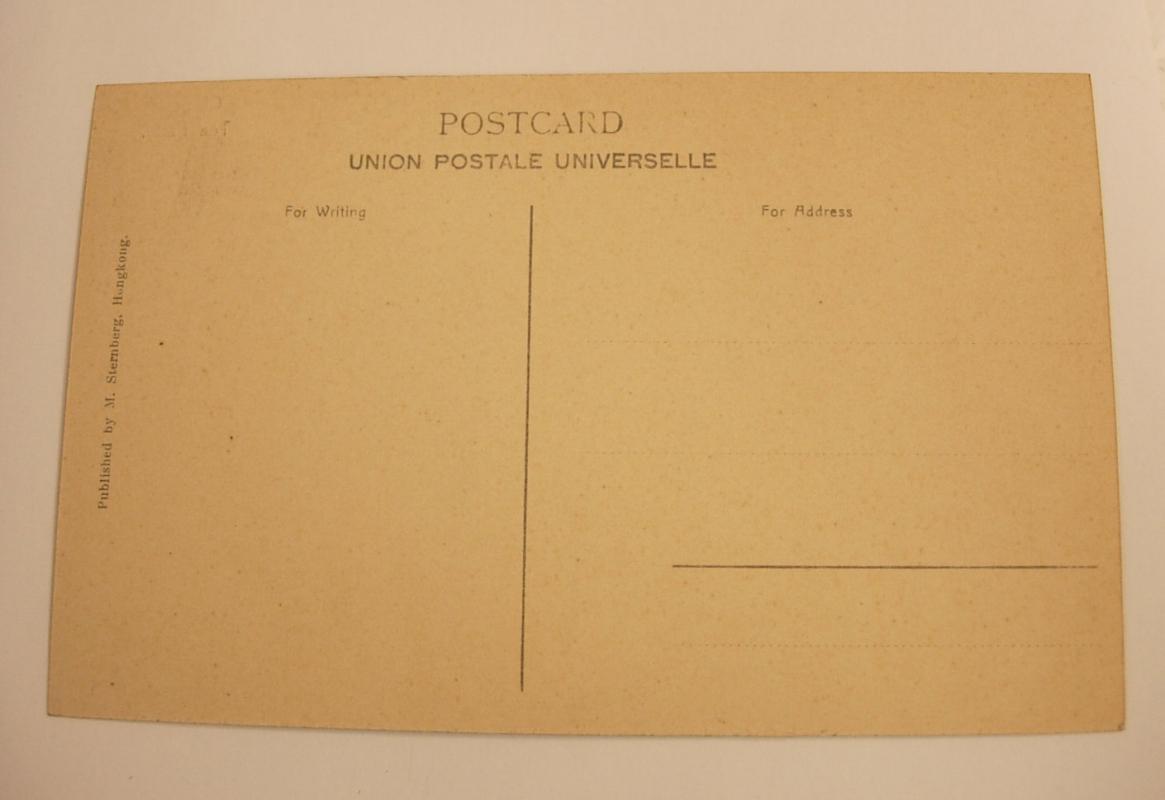 POSTCARD
UNION POSTALE UNIVERSELLE
For Writing
For Address
Published by M. Sternberg, Hongkong.